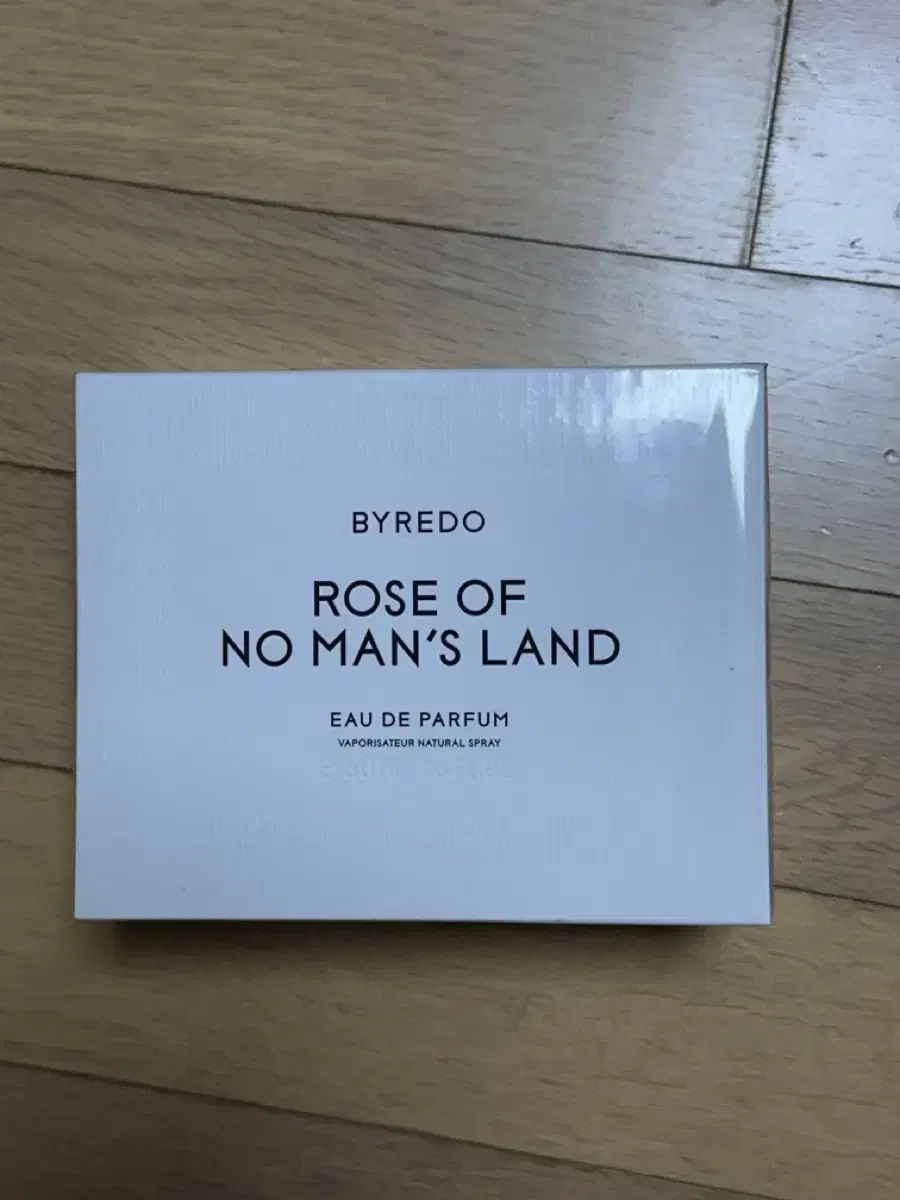 BYREDO
ROSE OF
NO MAN'S LAND
EAU DE PARFUM
VAPORISATEUR NATURAL SPRAY